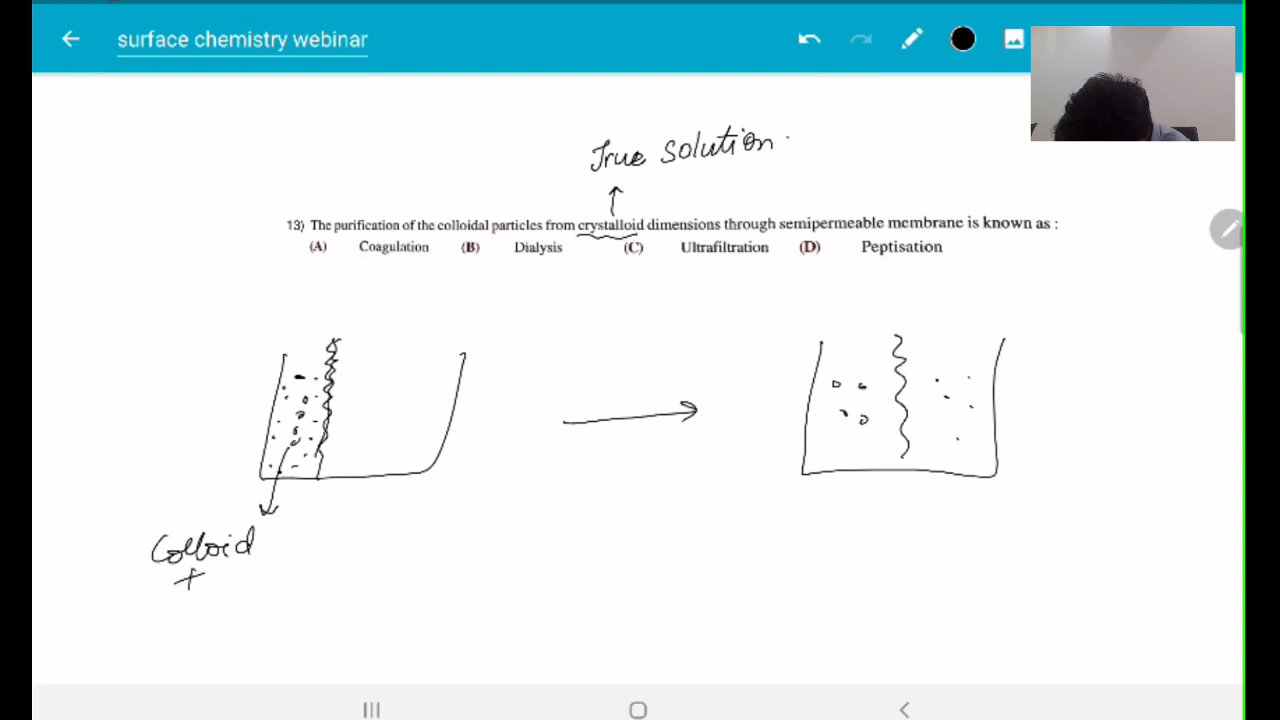 surface chemistry webinar
True Solution
13) The purification of the colloidal particles from crystalloid dimensions through semipermeable membrane is known as :
(A) Coagulation (B) Dialysis (C) Ultrafiltration (D) Peptisation
Colloid
+